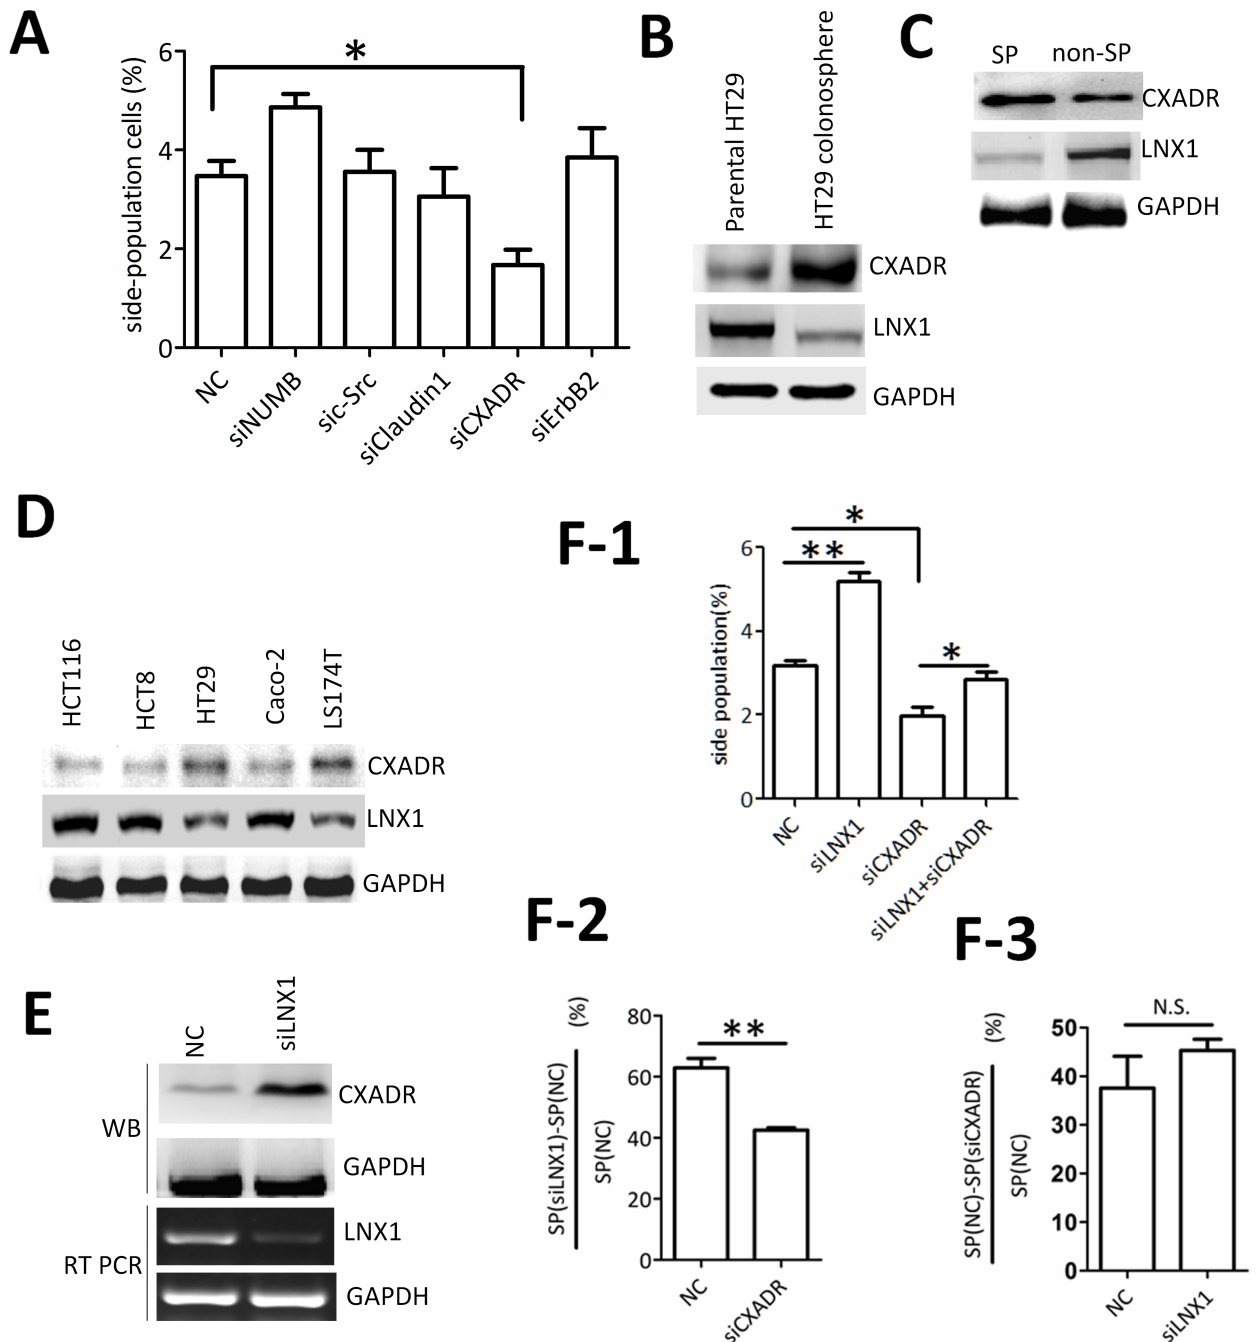 A
*
side-population cells (%)
6
4
2
0
NC
siNUMB
sic-Src
siClaudin1
siCXADR
siErbB2
B
Parental HT29
HT29 colonosphere
CXADR
LNX1
GAPDH
C
SP non-SP
CXADR
LNX1
GAPDH
D
HCT116
HCT8
HT29
Caco-2
LS174T
CXADR
LNX1
GAPDH
E
NC
siLNX1
WB
CXADR
GAPDH
RT PCR
LNX1
GAPDH
F-1
*
**
*
side population(%)
6
4
2
0
NC
siLNX1
siCXADR
siLNX1+siCXADR
F-2
(%)
SP(siLNX1)-SP(NC)
SP(NC)
80
60
40
20
0
**
NC
siCXADR
F-3
(%)
SP(NC)-SP(siCXADR)
SP(NC)
50
40
30
20
10
0
N.S.
NC
siLNX1